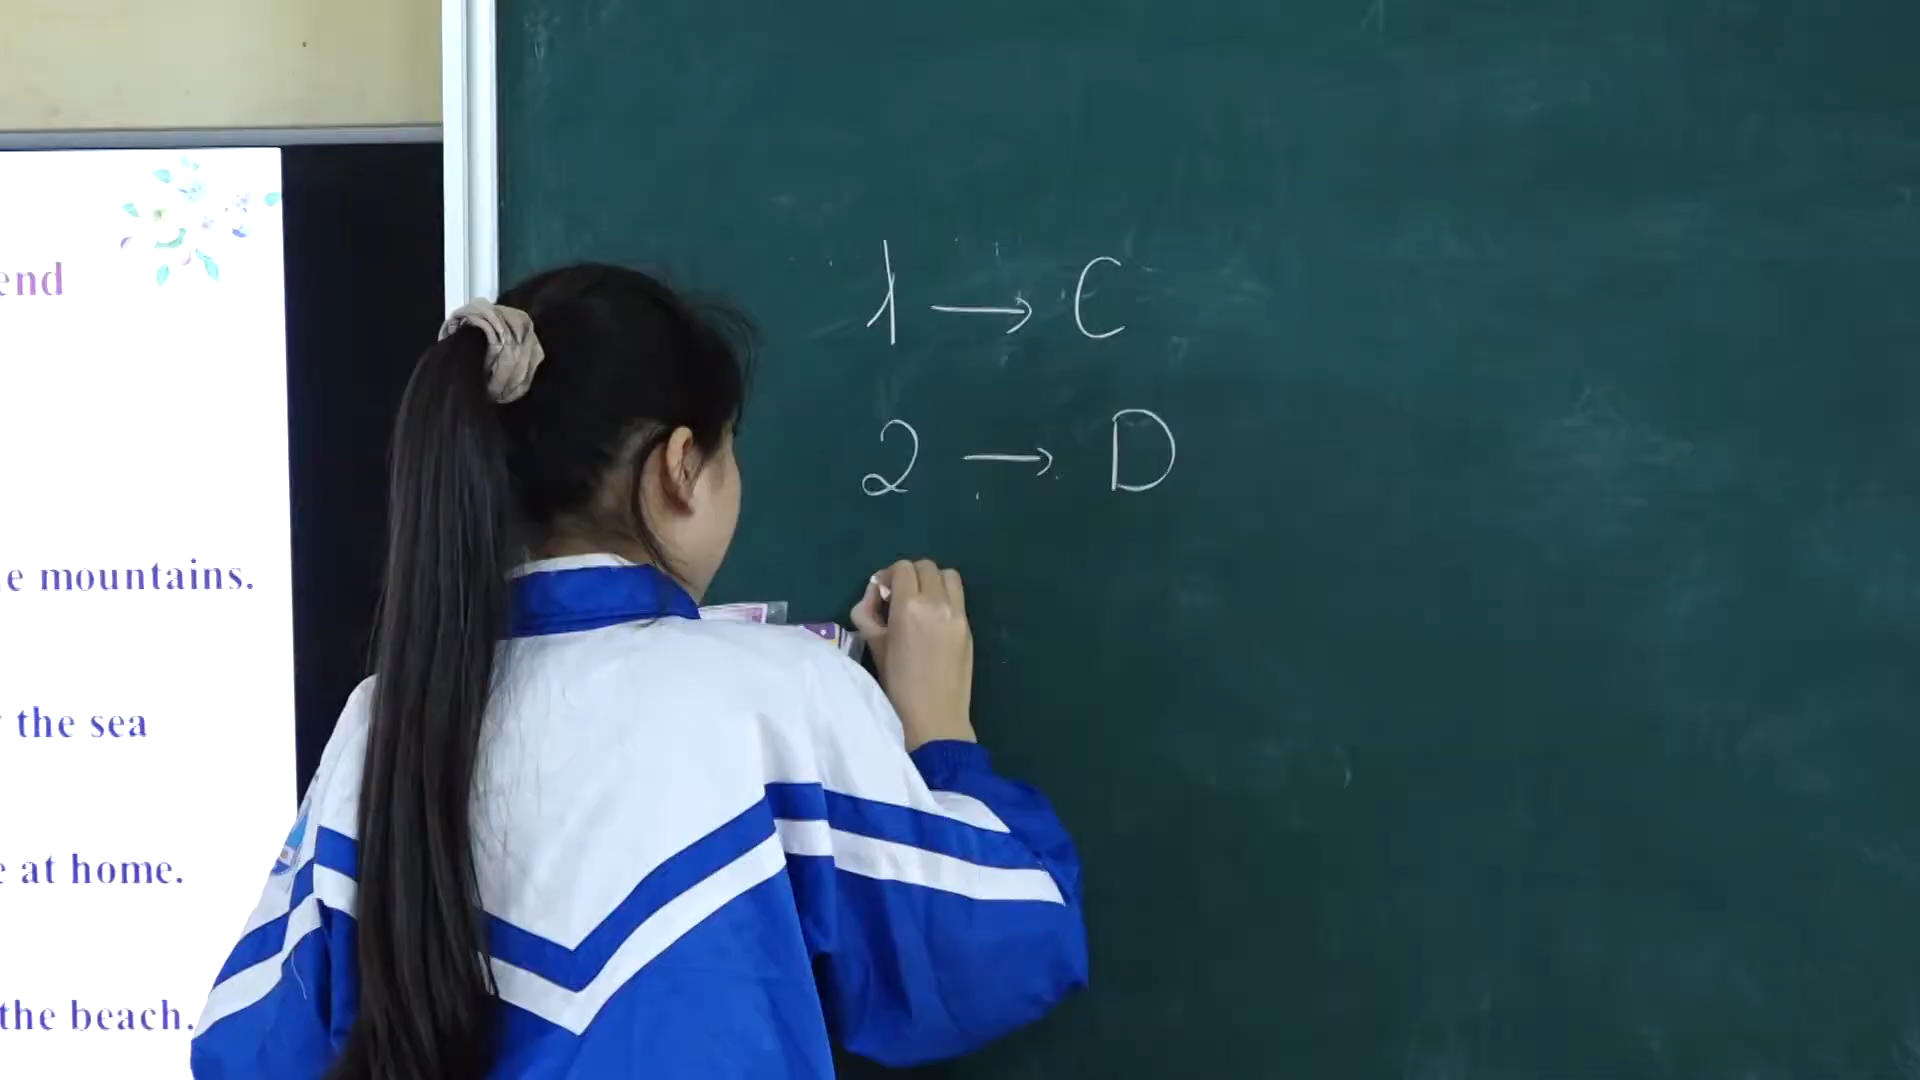 end
mountains.
the sea
at home.
the beach.
1 → C
2 → D